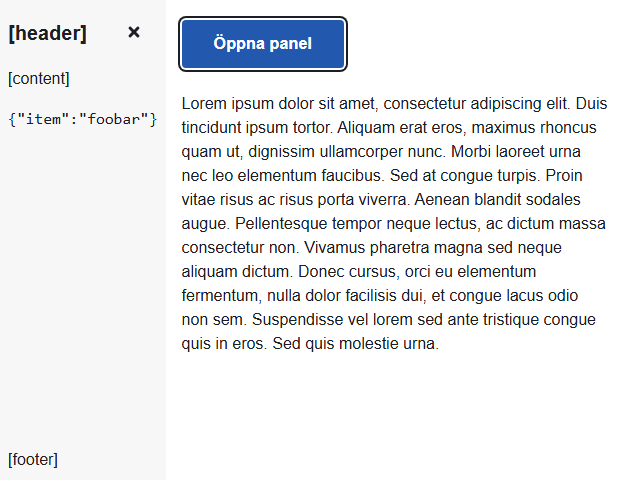 [header]
×
[content]
{"item":"foobar"}
[footer]
Öppna panel
Lorem ipsum dolor sit amet, consectetur adipiscing elit. Duis
tincidunt ipsum tortor. Aliquam erat eros, maximus rhoncus
quam ut, dignissim ullamcorper nunc. Morbi laoreet urna
nec leo elementum faucibus. Sed at congue turpis. Proin
vitae risus ac risus porta viverra. Aenean blandit sodales
augue. Pellentesque tempor neque lectus, ac dictum massa
consectetur non. Vivamus pharetra magna sed neque
aliquam dictum. Donec cursus, orci eu elementum
fermentum, nulla dolor facilisis dui, et congue lacus odio
non sem. Suspendisse vel lorem sed ante tristique congue
quis in eros. Sed quis molestie urna.